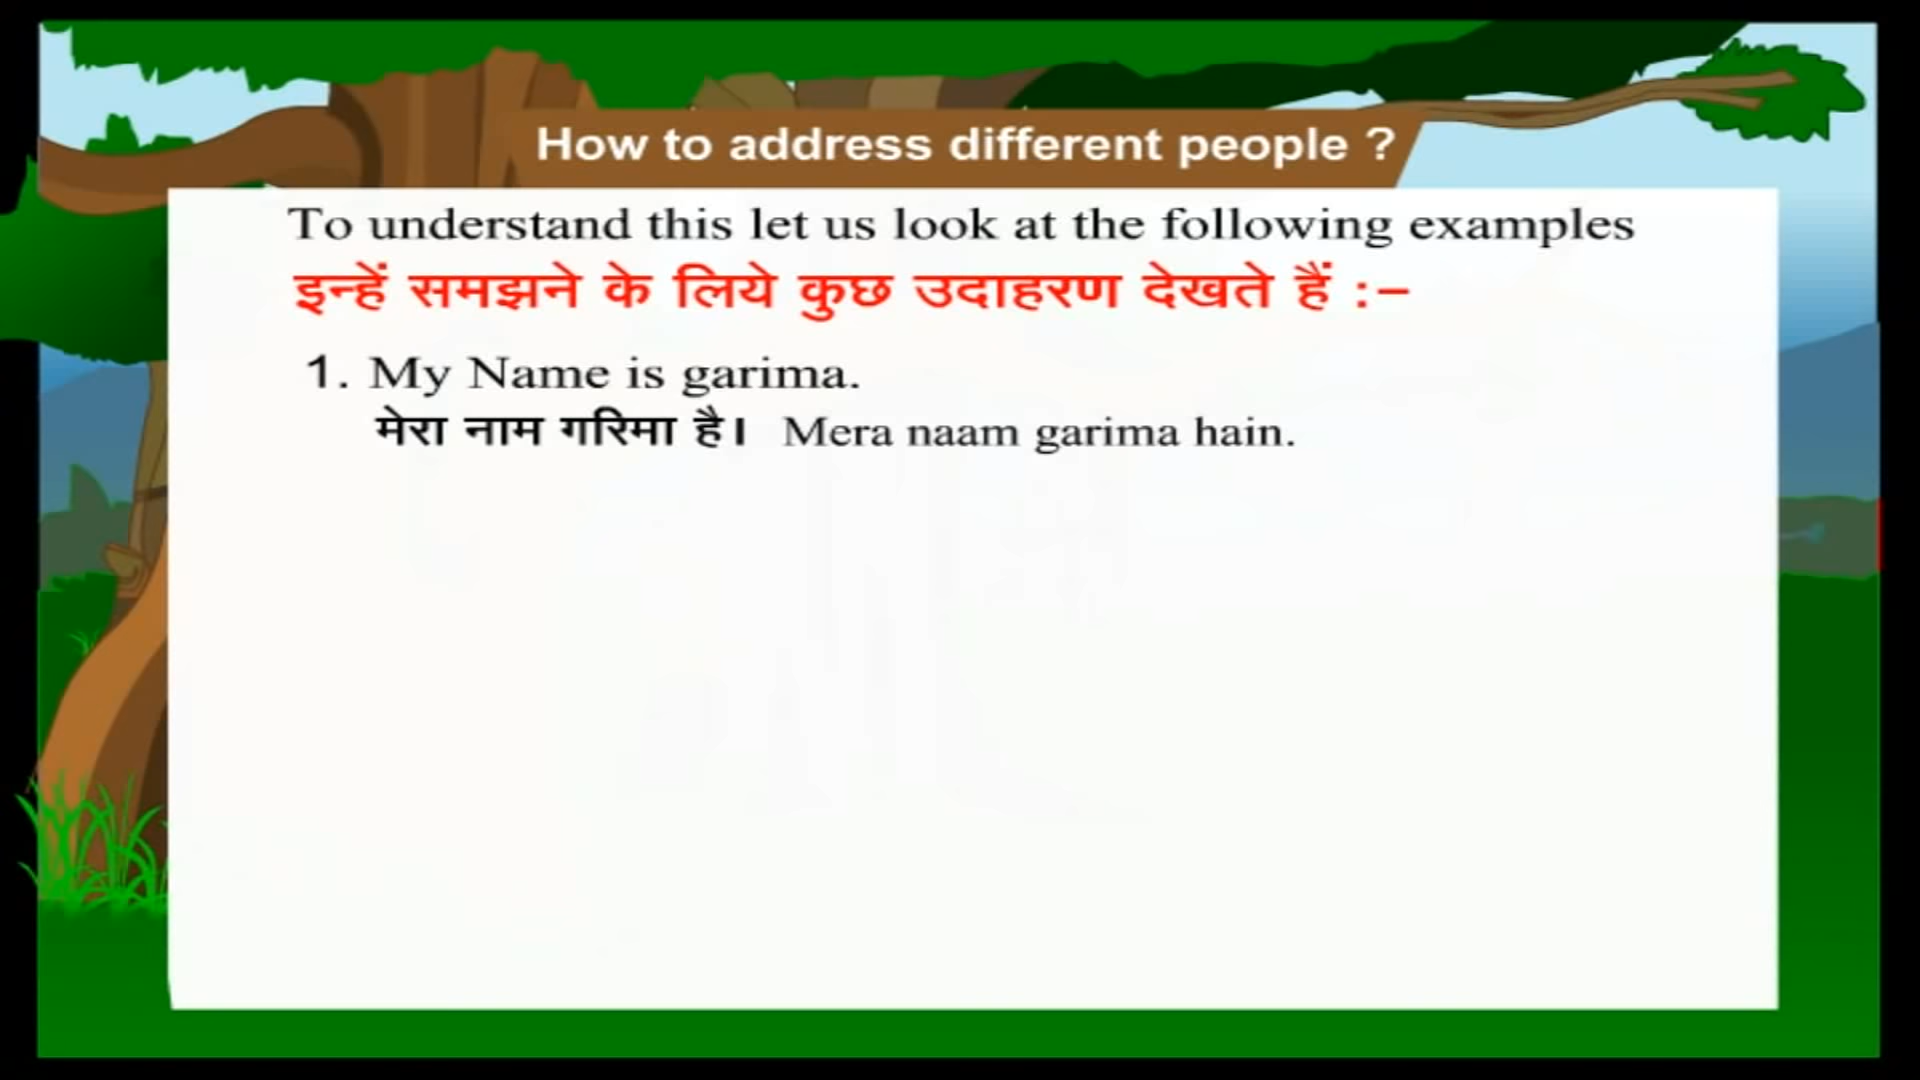 How to address different people ?
To understand this let us look at the following examples
इन्हें समझने के लिये कुछ उदाहरण देखते हैं :–
1. My Name is garima.
मेरा नाम गरिमा है। Mera naam garima hain.